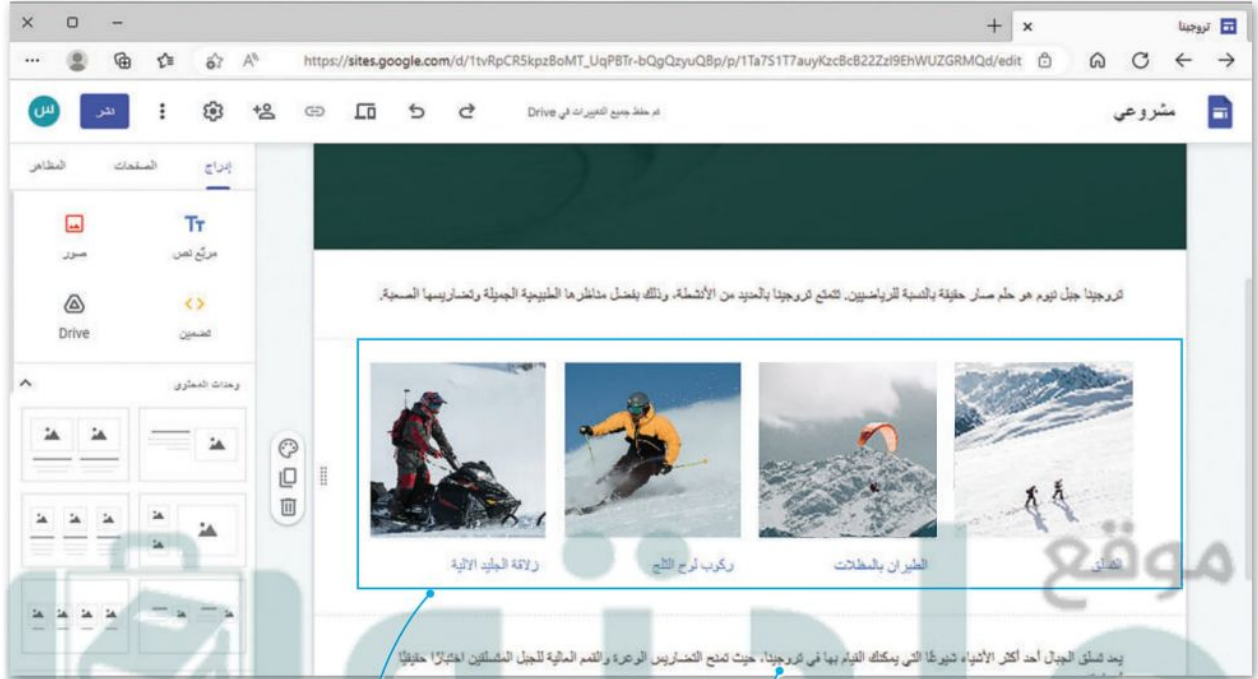 تروجينا
https://sites.google.com/d/1tvRpCR5kpzBoMT_UqPBTr-bQgQzyuQBp/p/1Ta7S1T7auyKzcBcB22ZzI9EhWUZGRMQd/edit
مشروعي
تم حفظ جميع التغييرات في Drive
نشر
س
إدراج
الصفحات
المظاهر
مربّع نص
صور
تضمين
Drive
وحدات المحتوى
تروجينا جبل نيوم هو حلم صار حقيقة بالنسبة للرياضيين. تتمتع تروجينا بالعديد من الأنشطة، وذلك بفضل مناظرها الطبيعية الجميلة وتضاريسها الصعبة.
التسلق
الطيران بالمظلات
ركوب لوح الثلج
زلاقة الجليد الالية
يعد تسلق الجبال أحد أكثر الأشياء شيوعًا التي يمكنك القيام بها في تروجينا، حيث تمنح التضاريس الوعرة والقمم العالية للجبل المتسلقين اختبارًا حقيقيًا
موقع